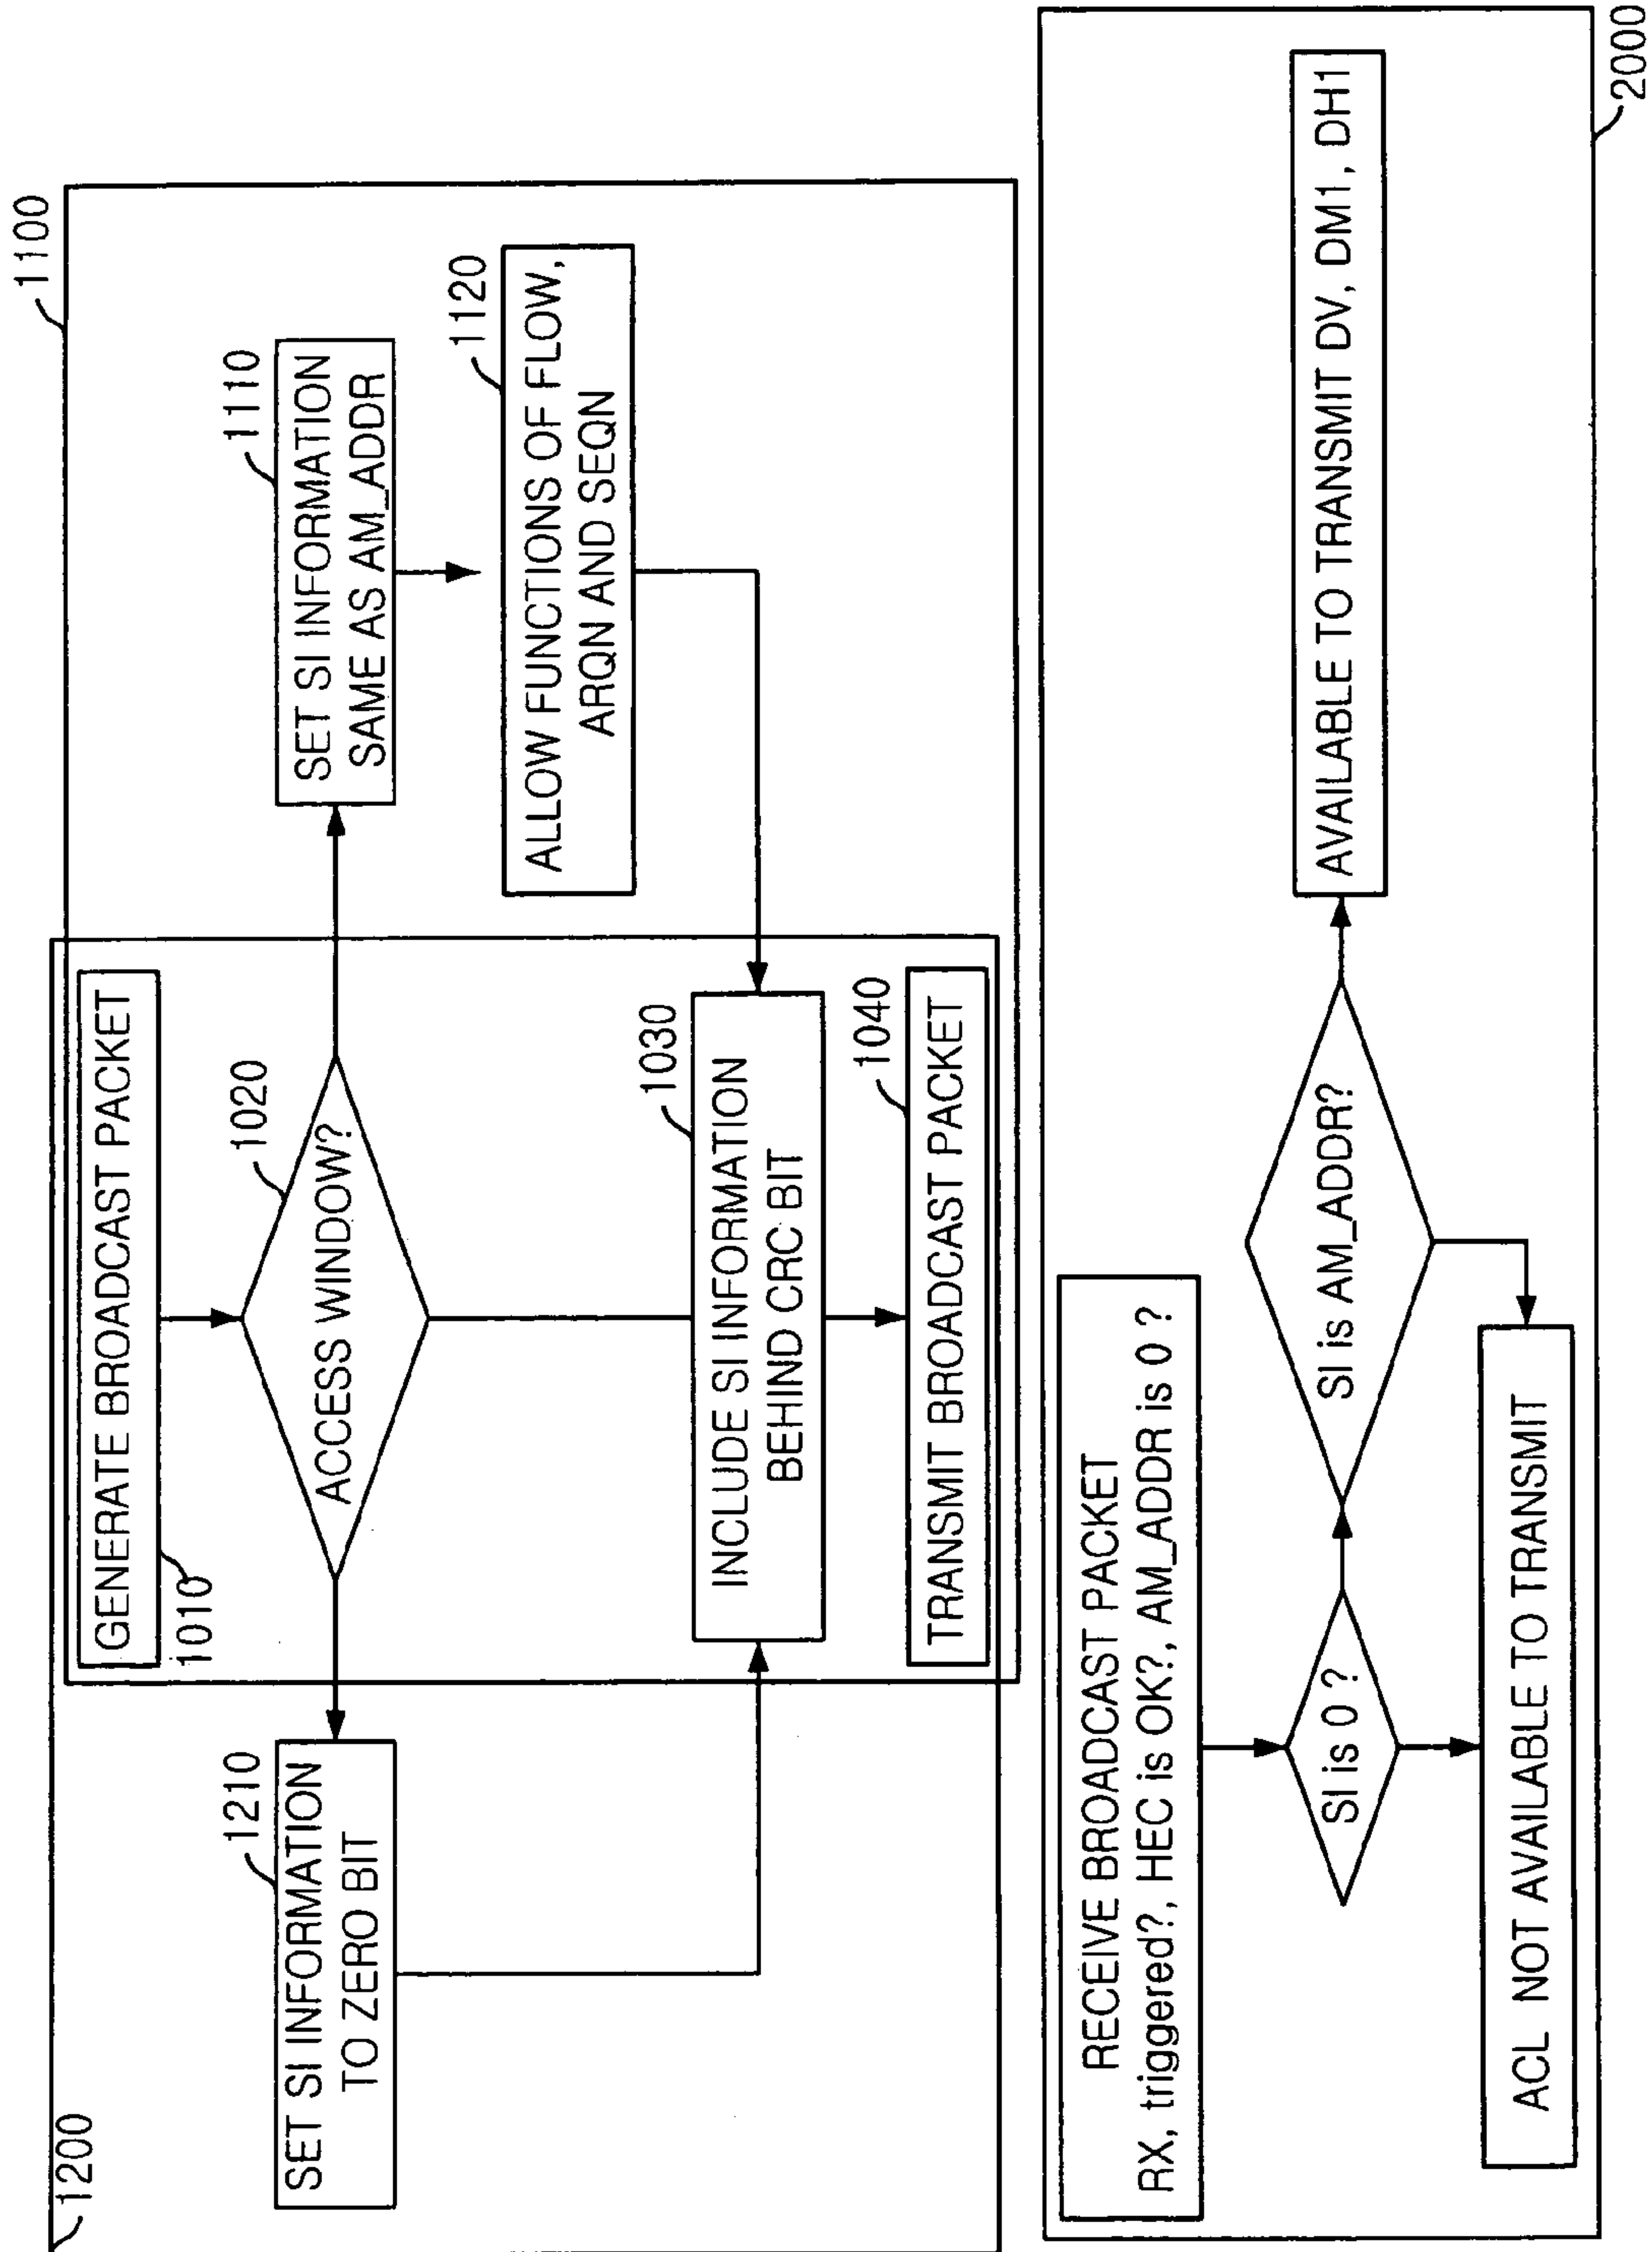 1200
1100
GENERATE BROADCAST PACKET
1010
1020
ACCESS WINDOW?
1210
SET SI INFORMATION
TO ZERO BIT
1110
SET SI INFORMATION
SAME AS AM_ADDR
1120
ALLOW FUNCTIONS OF FLOW,
ARQN AND SEQN
1030
INCLUDE SI INFORMATION
BEHIND CRC BIT
1040
TRANSMIT BROADCAST PACKET
RECEIVE BROADCAST PACKET
RX, triggered?, HEC is OK?, AM_ADDR is 0 ?
SI is 0 ?
SI is AM_ADDR?
AVAILABLE TO TRANSMIT DV, DM1, DH1
ACL NOT AVAILABLE TO TRANSMIT
2000